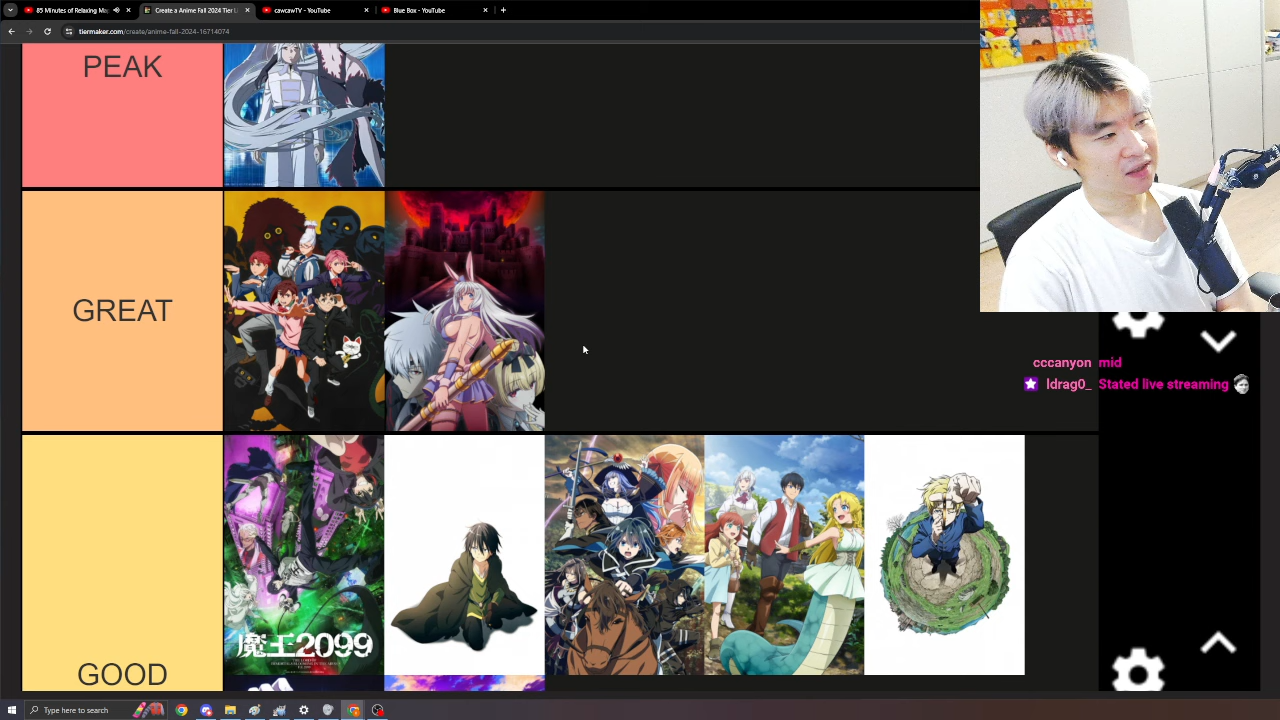 85 Minutes of Relaxing Ma
Create a Anime Fall 2024 Tier L
cawcawTV - YouTube
Blue Box - YouTube
tiermaker.com/create/anime-fall-2024-16714074
PEAK
GREAT
cccanyon mid
ldrag0_ Stated live streaming
魔王2099
GOOD
Type here to search